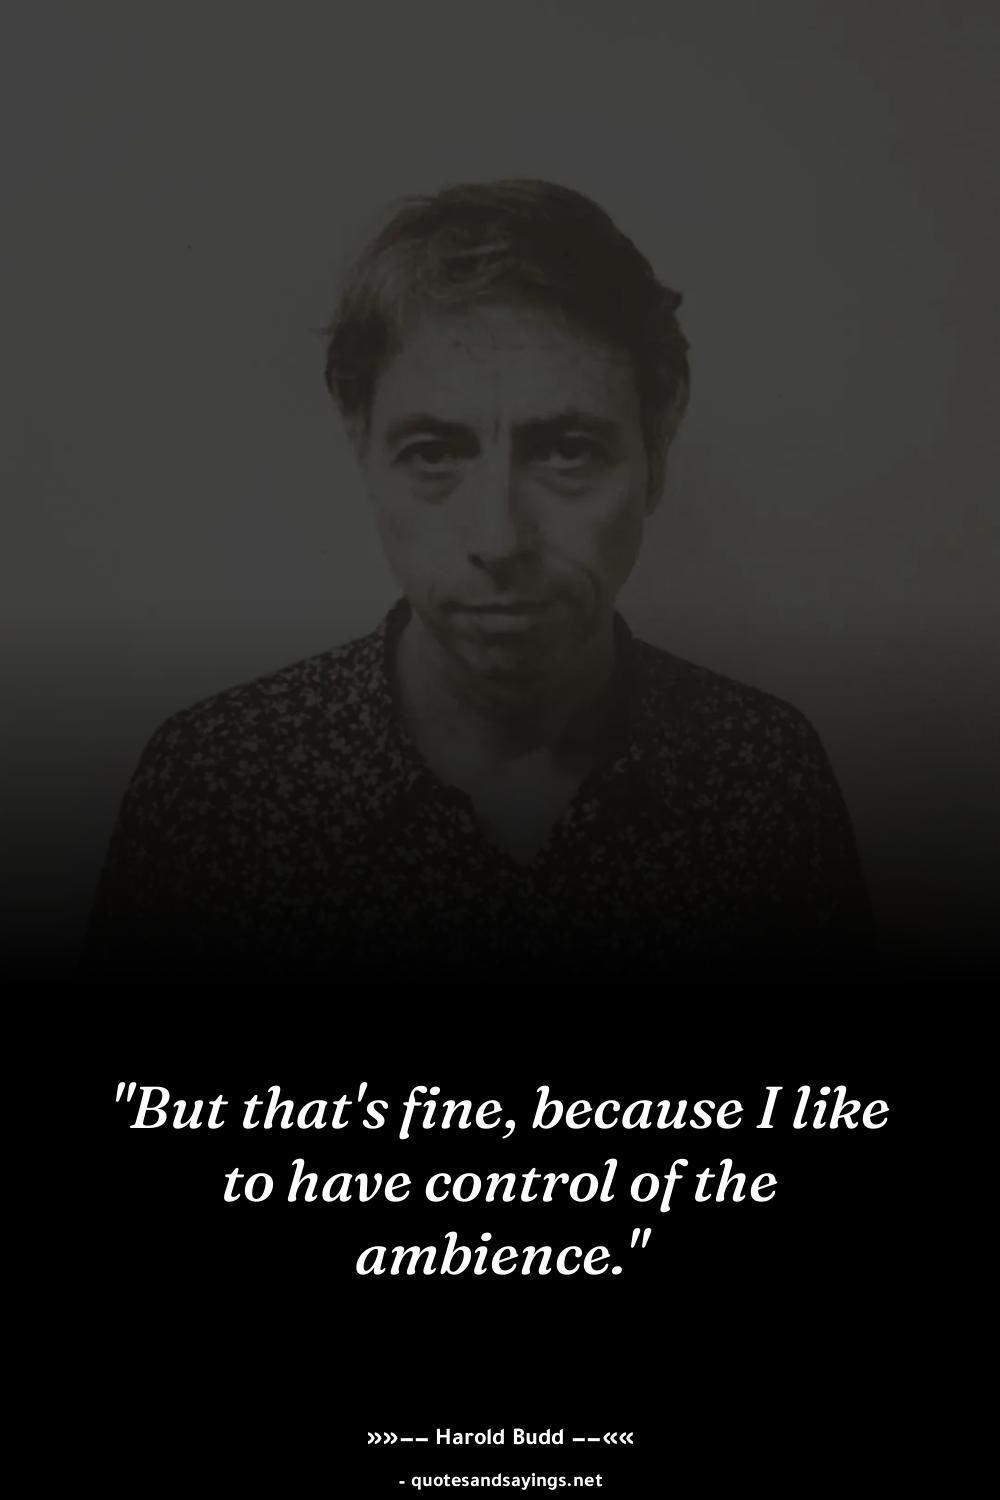 "But that's fine, because I like
to have control of the
ambience."
»»–– Harold Budd ––««
- quotesandsayings.net